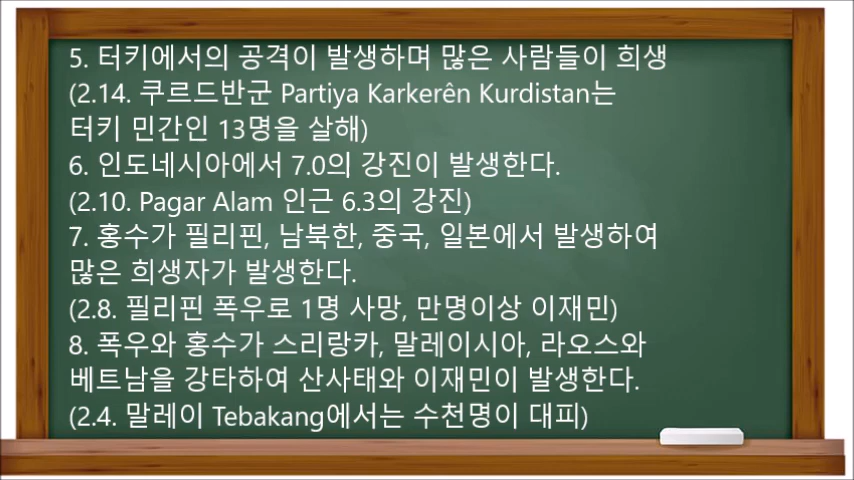 5. 터키에서의 공격이 발생하며 많은 사람들이 희생
(2.14. 쿠르드반군 Partiya Karkerên Kurdistan는
터키 민간인 13명을 살해)
6. 인도네시아에서 7.0의 강진이 발생한다.
(2.10. Pagar Alam 인근 6.3의 강진)
7. 홍수가 필리핀, 남북한, 중국, 일본에서 발생하여
많은 희생자가 발생한다.
(2.8. 필리핀 폭우로 1명 사망, 만명이상 이재민)
8. 폭우와 홍수가 스리랑카, 말레이시아, 라오스와
베트남을 강타하여 산사태와 이재민이 발생한다.
(2.4. 말레이 Tebakang에서는 수천명이 대피)